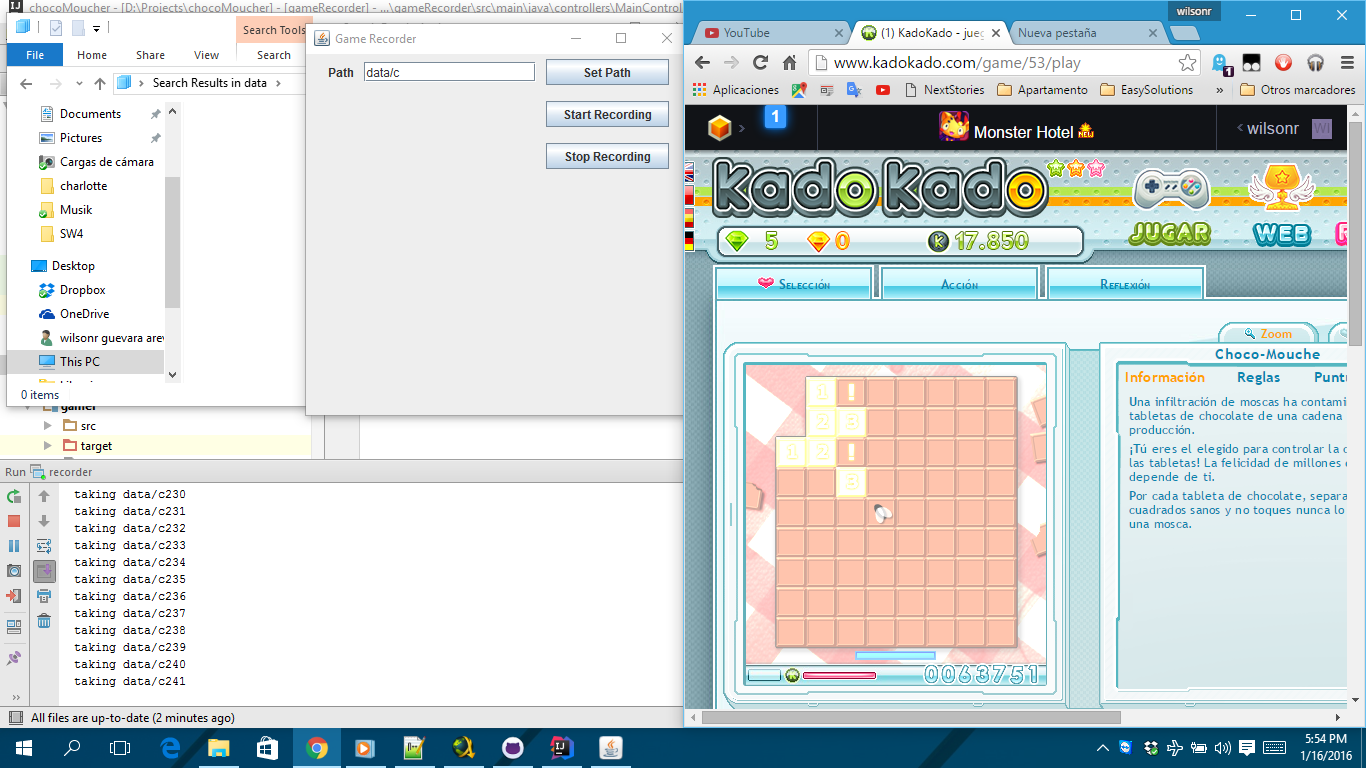 chocoMoucher - [D:\Projects\chocoMoucher] - [gameRecorder] - ...\gameRecorder\src\main\java\controllers\MainControl
Search Tools
File
Home
Share
View
Search
Search Results in data
Documents
Pictures
Cargas de cámara
charlotte
Musik
SW4
Desktop
Dropbox
OneDrive
wilsonr guevara arev
This PC
0 items
gamer
src
target
Game Recorder
Path
data/c
Set Path
Start Recording
Stop Recording
Run
recorder
taking data/c230
taking data/c231
taking data/c232
taking data/c233
taking data/c234
taking data/c235
taking data/c236
taking data/c237
taking data/c238
taking data/c239
taking data/c240
taking data/c241
All files are up-to-date (2 minutes ago)
wilsonr
YouTube
(1) KadoKado - jueg
Nueva pestaña
www.kadokado.com/game/53/play
1
Aplicaciones
NextStories
Apartamento
EasySolutions
»
Otros marcadores
1
Monster Hotel NEW
wilsonr
WI
kadokado
5
0
K 17.850
JUGAR
WEB
Selección
Acción
Reflexión
Zoom
Choco-Mouche
Información
Reglas
Puntu
Una infiltración de moscas ha contami
tabletas de chocolate de una cadena
producción.
¡Tú eres el elegido para controlar la c
las tabletas! La felicidad de millones
depende de ti.
Por cada tableta de chocolate, separa
cuadrados sanos y no toques nunca lo
una mosca.
1 !
2 3
1 2 !
3
0063751
5:54 PM
1/16/2016